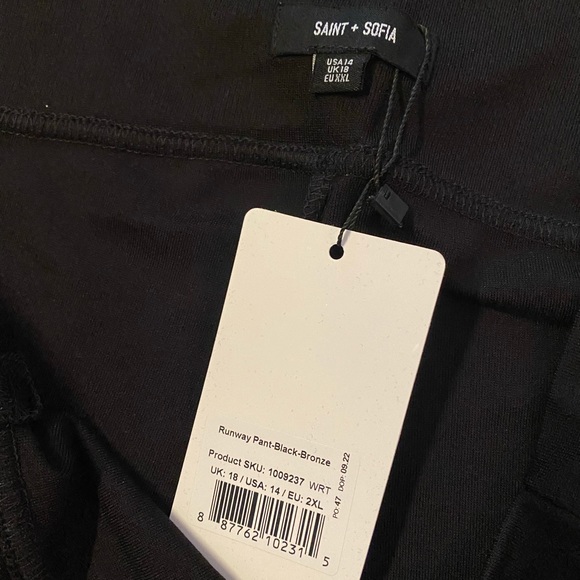 SAINT + SOFIA
USA 14
UK 18
EU XXL
Runway Pant-Black-Bronze
Product SKU: 1009237 WRT
UK: 18 / USA: 14 / EU: 2XL
PO: 47 DOP: 09.22
8 87762 10231 5